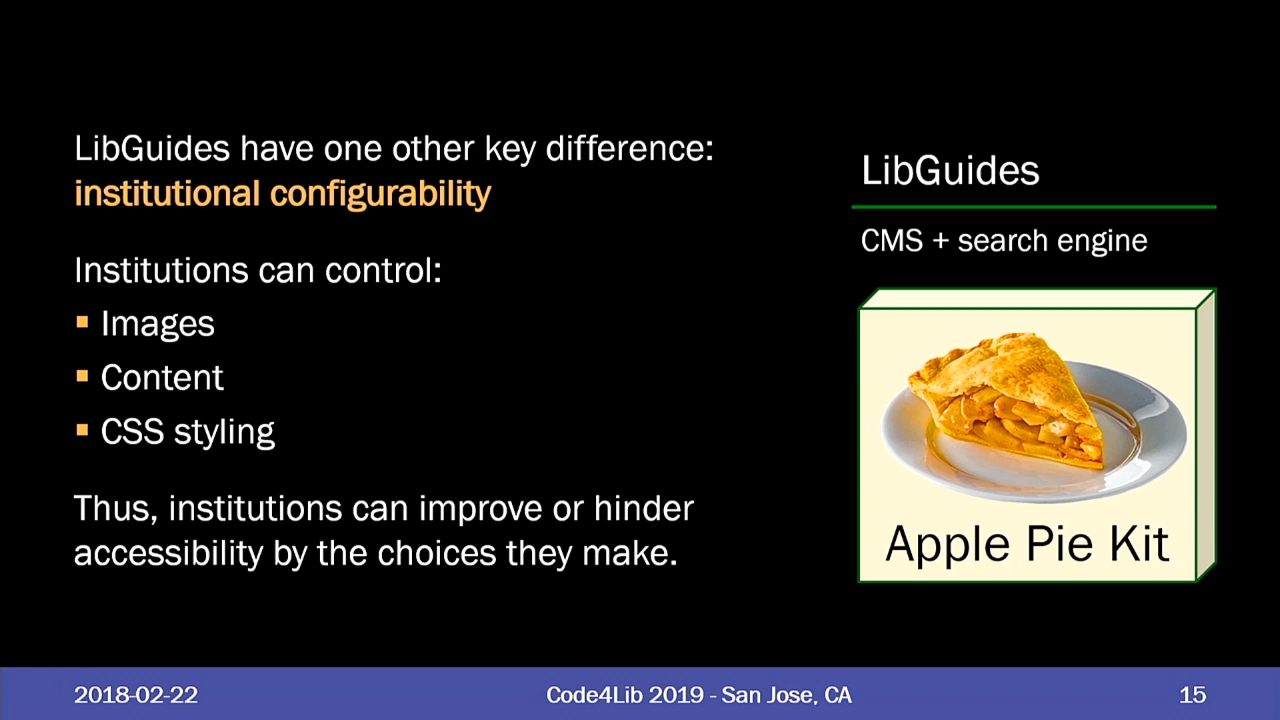 LibGuides have one other key difference:
institutional configurability
Institutions can control:
▪ Images
▪ Content
▪ CSS styling
Thus, institutions can improve or hinder
accessibility by the choices they make.
LibGuides
CMS + search engine
Apple Pie Kit
2018-02-22
Code4Lib 2019 - San Jose, CA
15